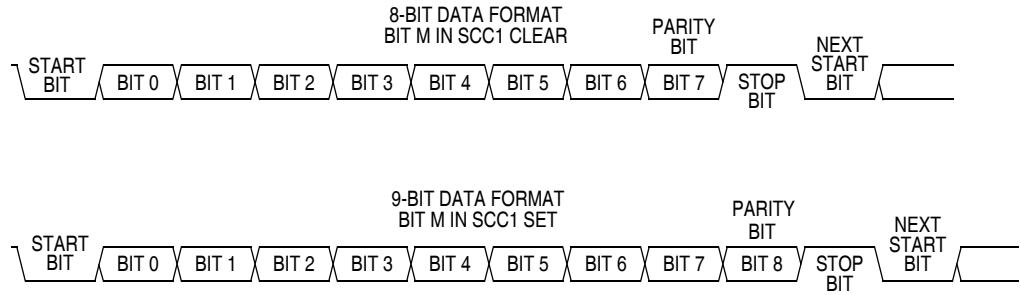 8-BIT DATA FORMAT
BIT M IN SCC1 CLEAR
PARITY
BIT
NEXT
START
BIT
START
BIT
BIT 0
BIT 1
BIT 2
BIT 3
BIT 4
BIT 5
BIT 6
BIT 7
STOP
BIT
9-BIT DATA FORMAT
BIT M IN SCC1 SET
PARITY
BIT
NEXT
START
BIT
START
BIT
BIT 0
BIT 1
BIT 2
BIT 3
BIT 4
BIT 5
BIT 6
BIT 7
BIT 8
STOP
BIT